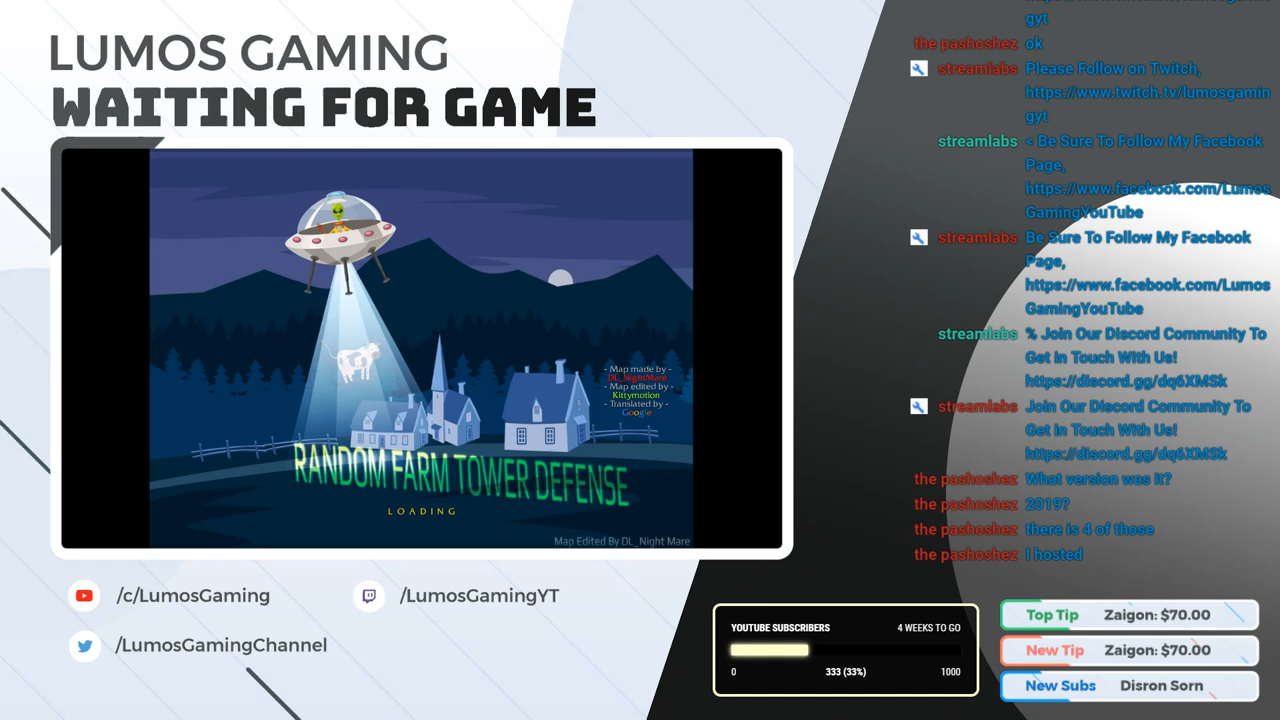 LUMOS GAMING
WAITING FOR GAME
- Map made by -
DL_NightMare
- Map edited by -
Kittymotion
- Translated by -
Google
RANDOM FARM TOWER DEFENSE
LOADING
Map Edited By DL_Night Mare
/c/LumosGaming
/LumosGamingYT
/LumosGamingChannel
gyt
the pashoshez ok
streamlabs Please Follow on Twitch,
https://www.twitch.tv/lumosgamin
gyt
streamlabs < Be Sure To Follow My Facebook
Page,
https://www.facebook.com/Lumos
GamingYouTube
streamlabs Be Sure To Follow My Facebook
Page,
https://www.facebook.com/Lumos
GamingYouTube
streamlabs % Join Our Discord Community To
Get in Touch With Us!
https://discord.gg/dq6XMSk
streamlabs Join Our Discord Community To
Get in Touch With Us!
https://discord.gg/dq6XMSk
the pashoshez What version was it?
the pashoshez 2019?
the pashoshez there is 4 of those
the pashoshez I hosted
YOUTUBE SUBSCRIBERS 4 WEEKS TO GO
0 333 (33%) 1000
Top Tip Zaigon: $70.00
New Tip Zaigon: $70.00
New Subs Disron Sorn